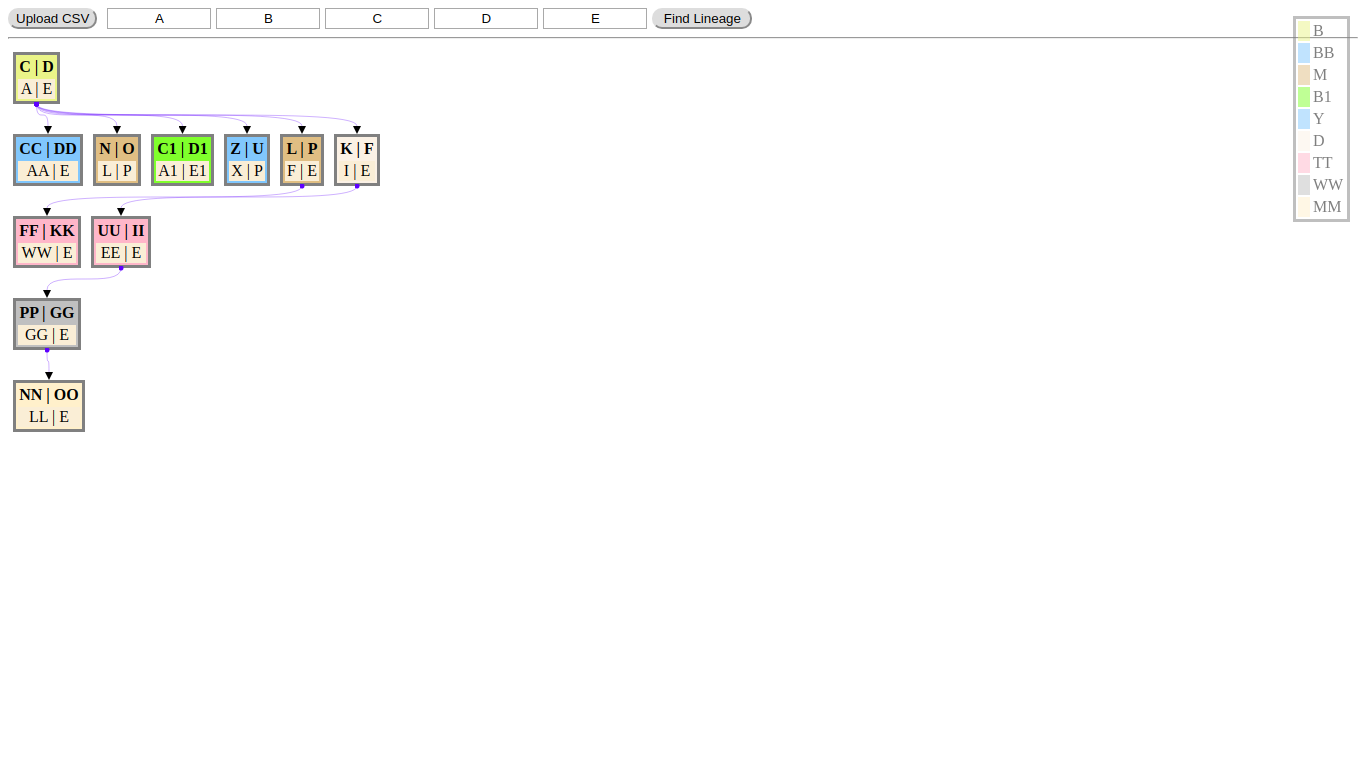 Upload CSV A B C D E Find Lineage
C | D
A | E
CC | DD N | O C1 | D1 Z | U L | P K | F
AA | E L | P A1 | E1 X | P F | E I | E
FF | KK UU | II
WW | E EE | E
PP | GG
GG | E
NN | OO
LL | E
B
BB
M
B1
Y
D
TT
WW
MM